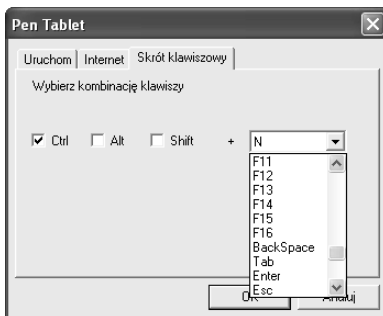 Pen Tablet
Uruchom Internet Skrót klawiszowy
Wybierz kombinację klawiszy
Ctrl Alt Shift + N
F11
F12
F13
F14
F15
F16
BackSpace
Tab
Enter
Esc
OK Anuluj